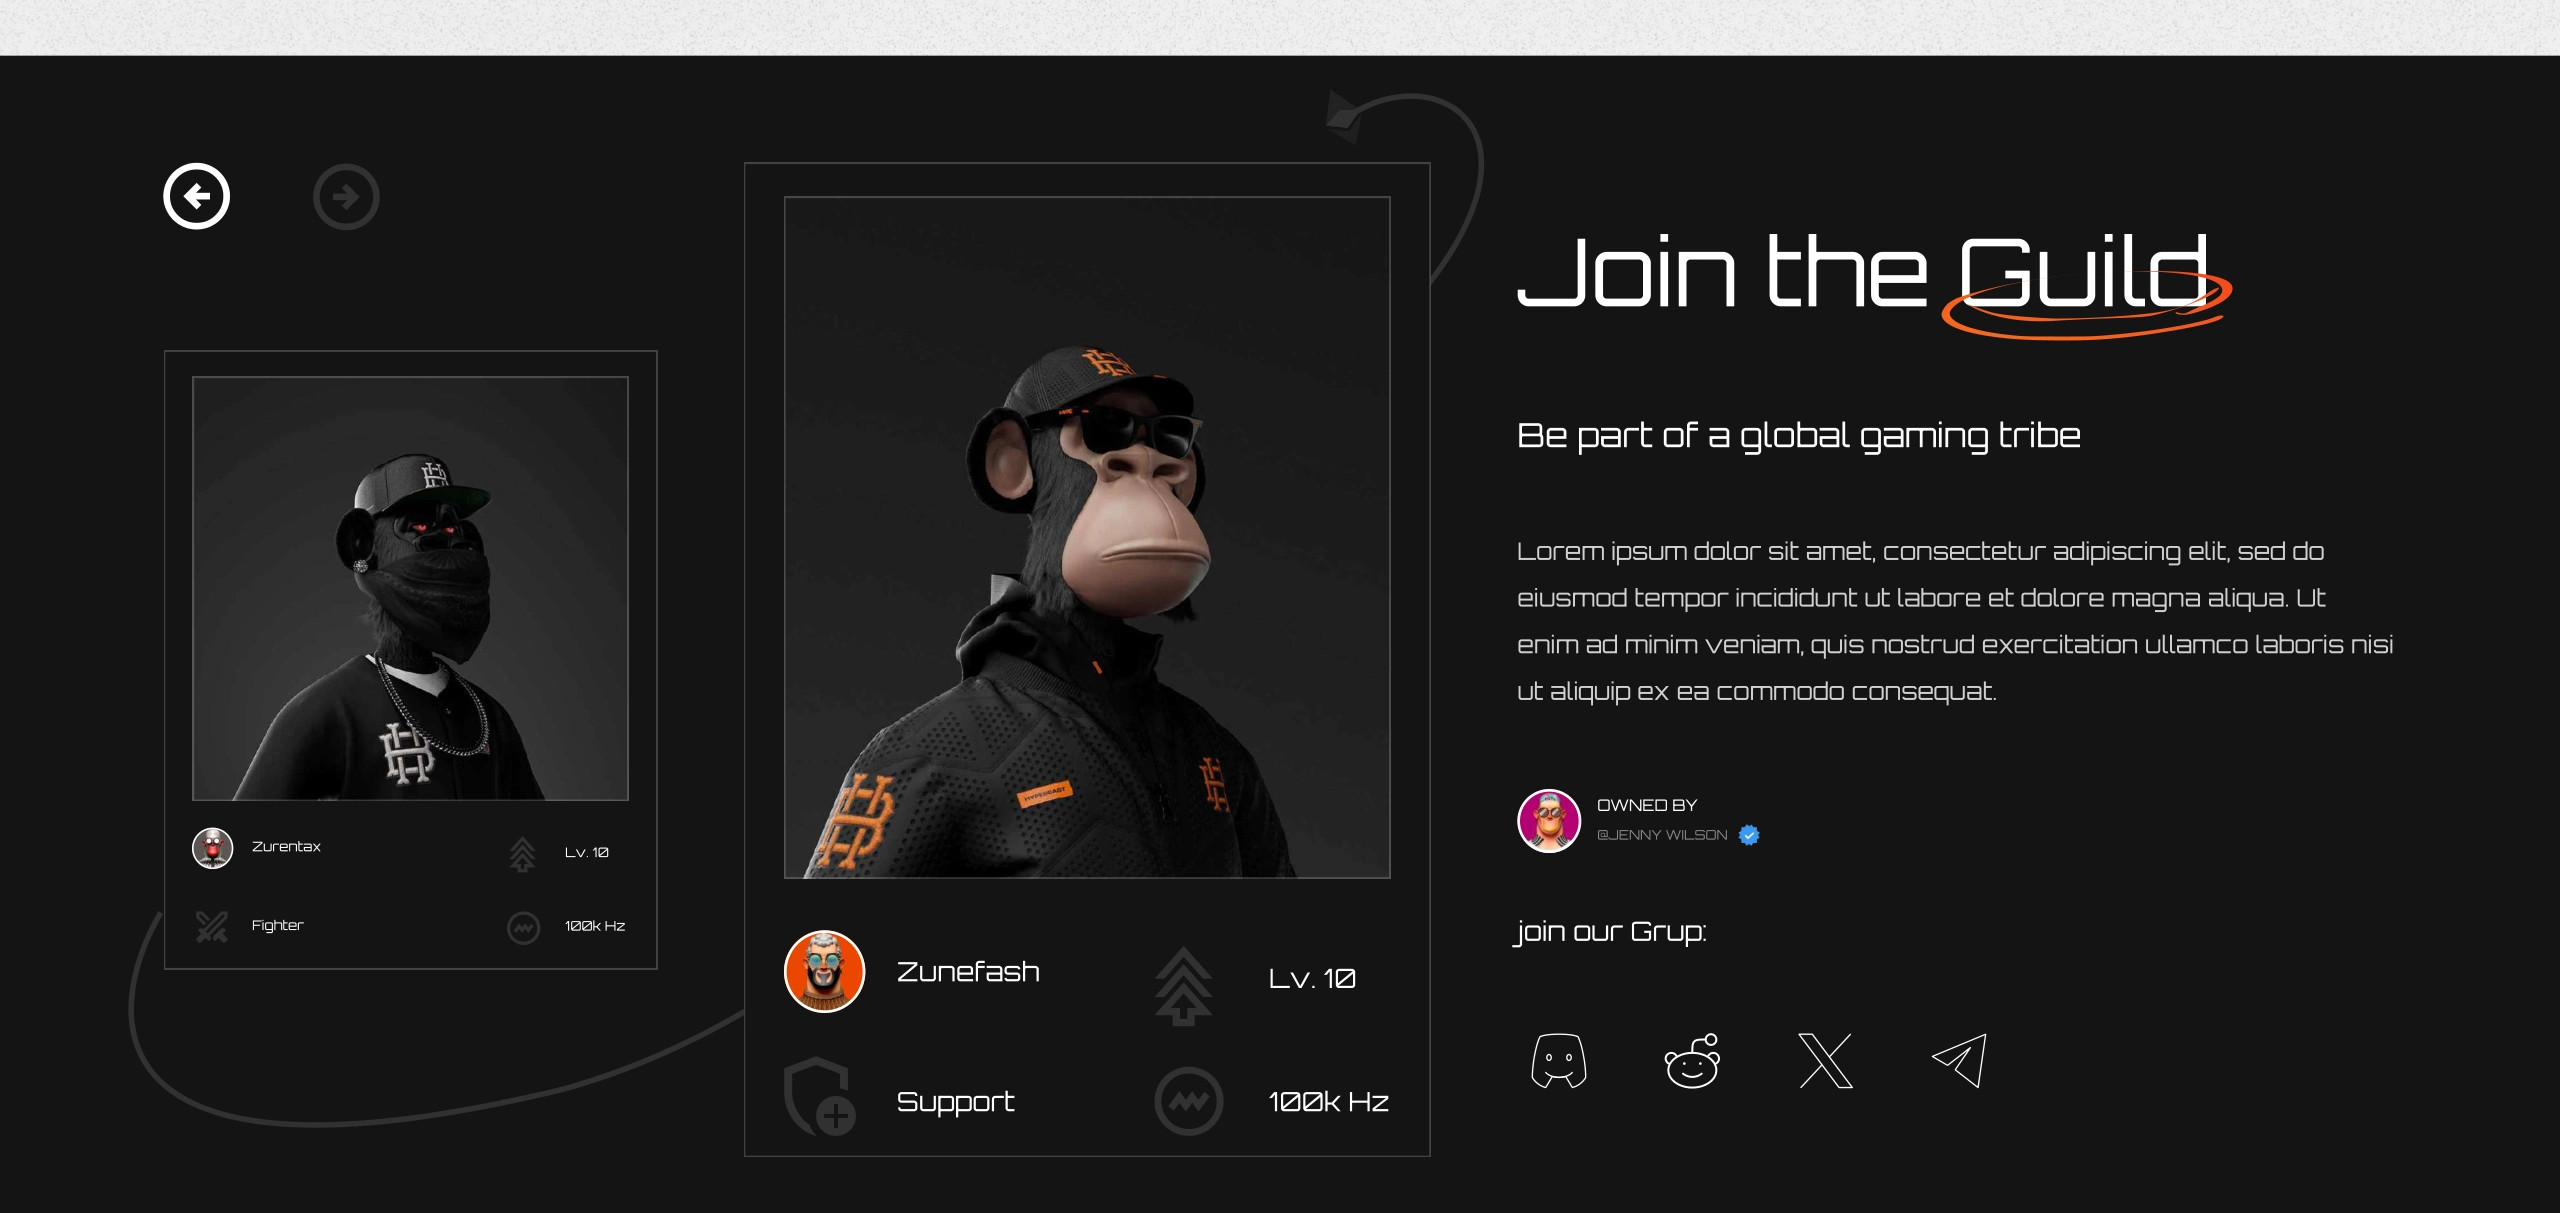 Join the Guild
Be part of a global gaming tribe
Lorem ipsum dolor sit amet, consectetur adipiscing elit, sed do
eiusmod tempor incididunt ut labore et dolore magna aliqua. Ut
enim ad minim veniam, quis nostrud exercitation ullamco laboris nisi
ut aliquip ex ea commodo consequat.
OWNED BY
@JENNY WILSON
join our Grup:
Zurentax
Lv. 10
Fighter
100k Hz
HYPEBEAST
Zunefash
Lv. 10
Support
100k Hz